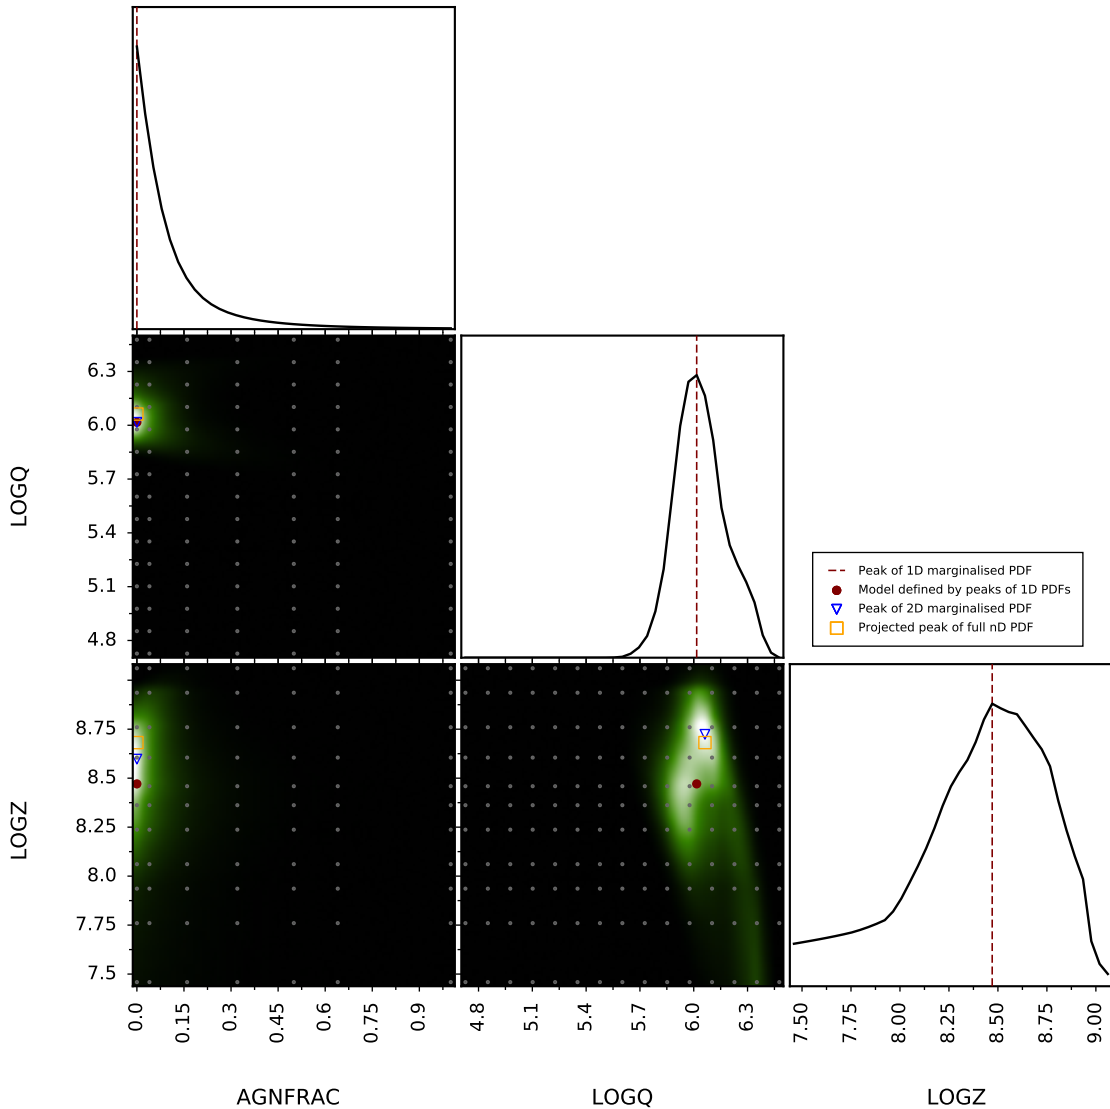 LOGQ
6.3
6.0
5.7
5.4
5.1
4.8
Peak of 1D marginalised PDF
Model defined by peaks of 1D PDFs
Peak of 2D marginalised PDF
Projected peak of full nD PDF
LOGZ
8.75
8.5
8.25
8.0
7.75
7.5
0.0 0.15 0.3 0.45 0.6 0.75 0.9
4.8 5.1 5.4 5.7 6.0 6.3
7.50 7.75 8.00 8.25 8.50 8.75 9.00
AGNFRAC LOGQ LOGZ